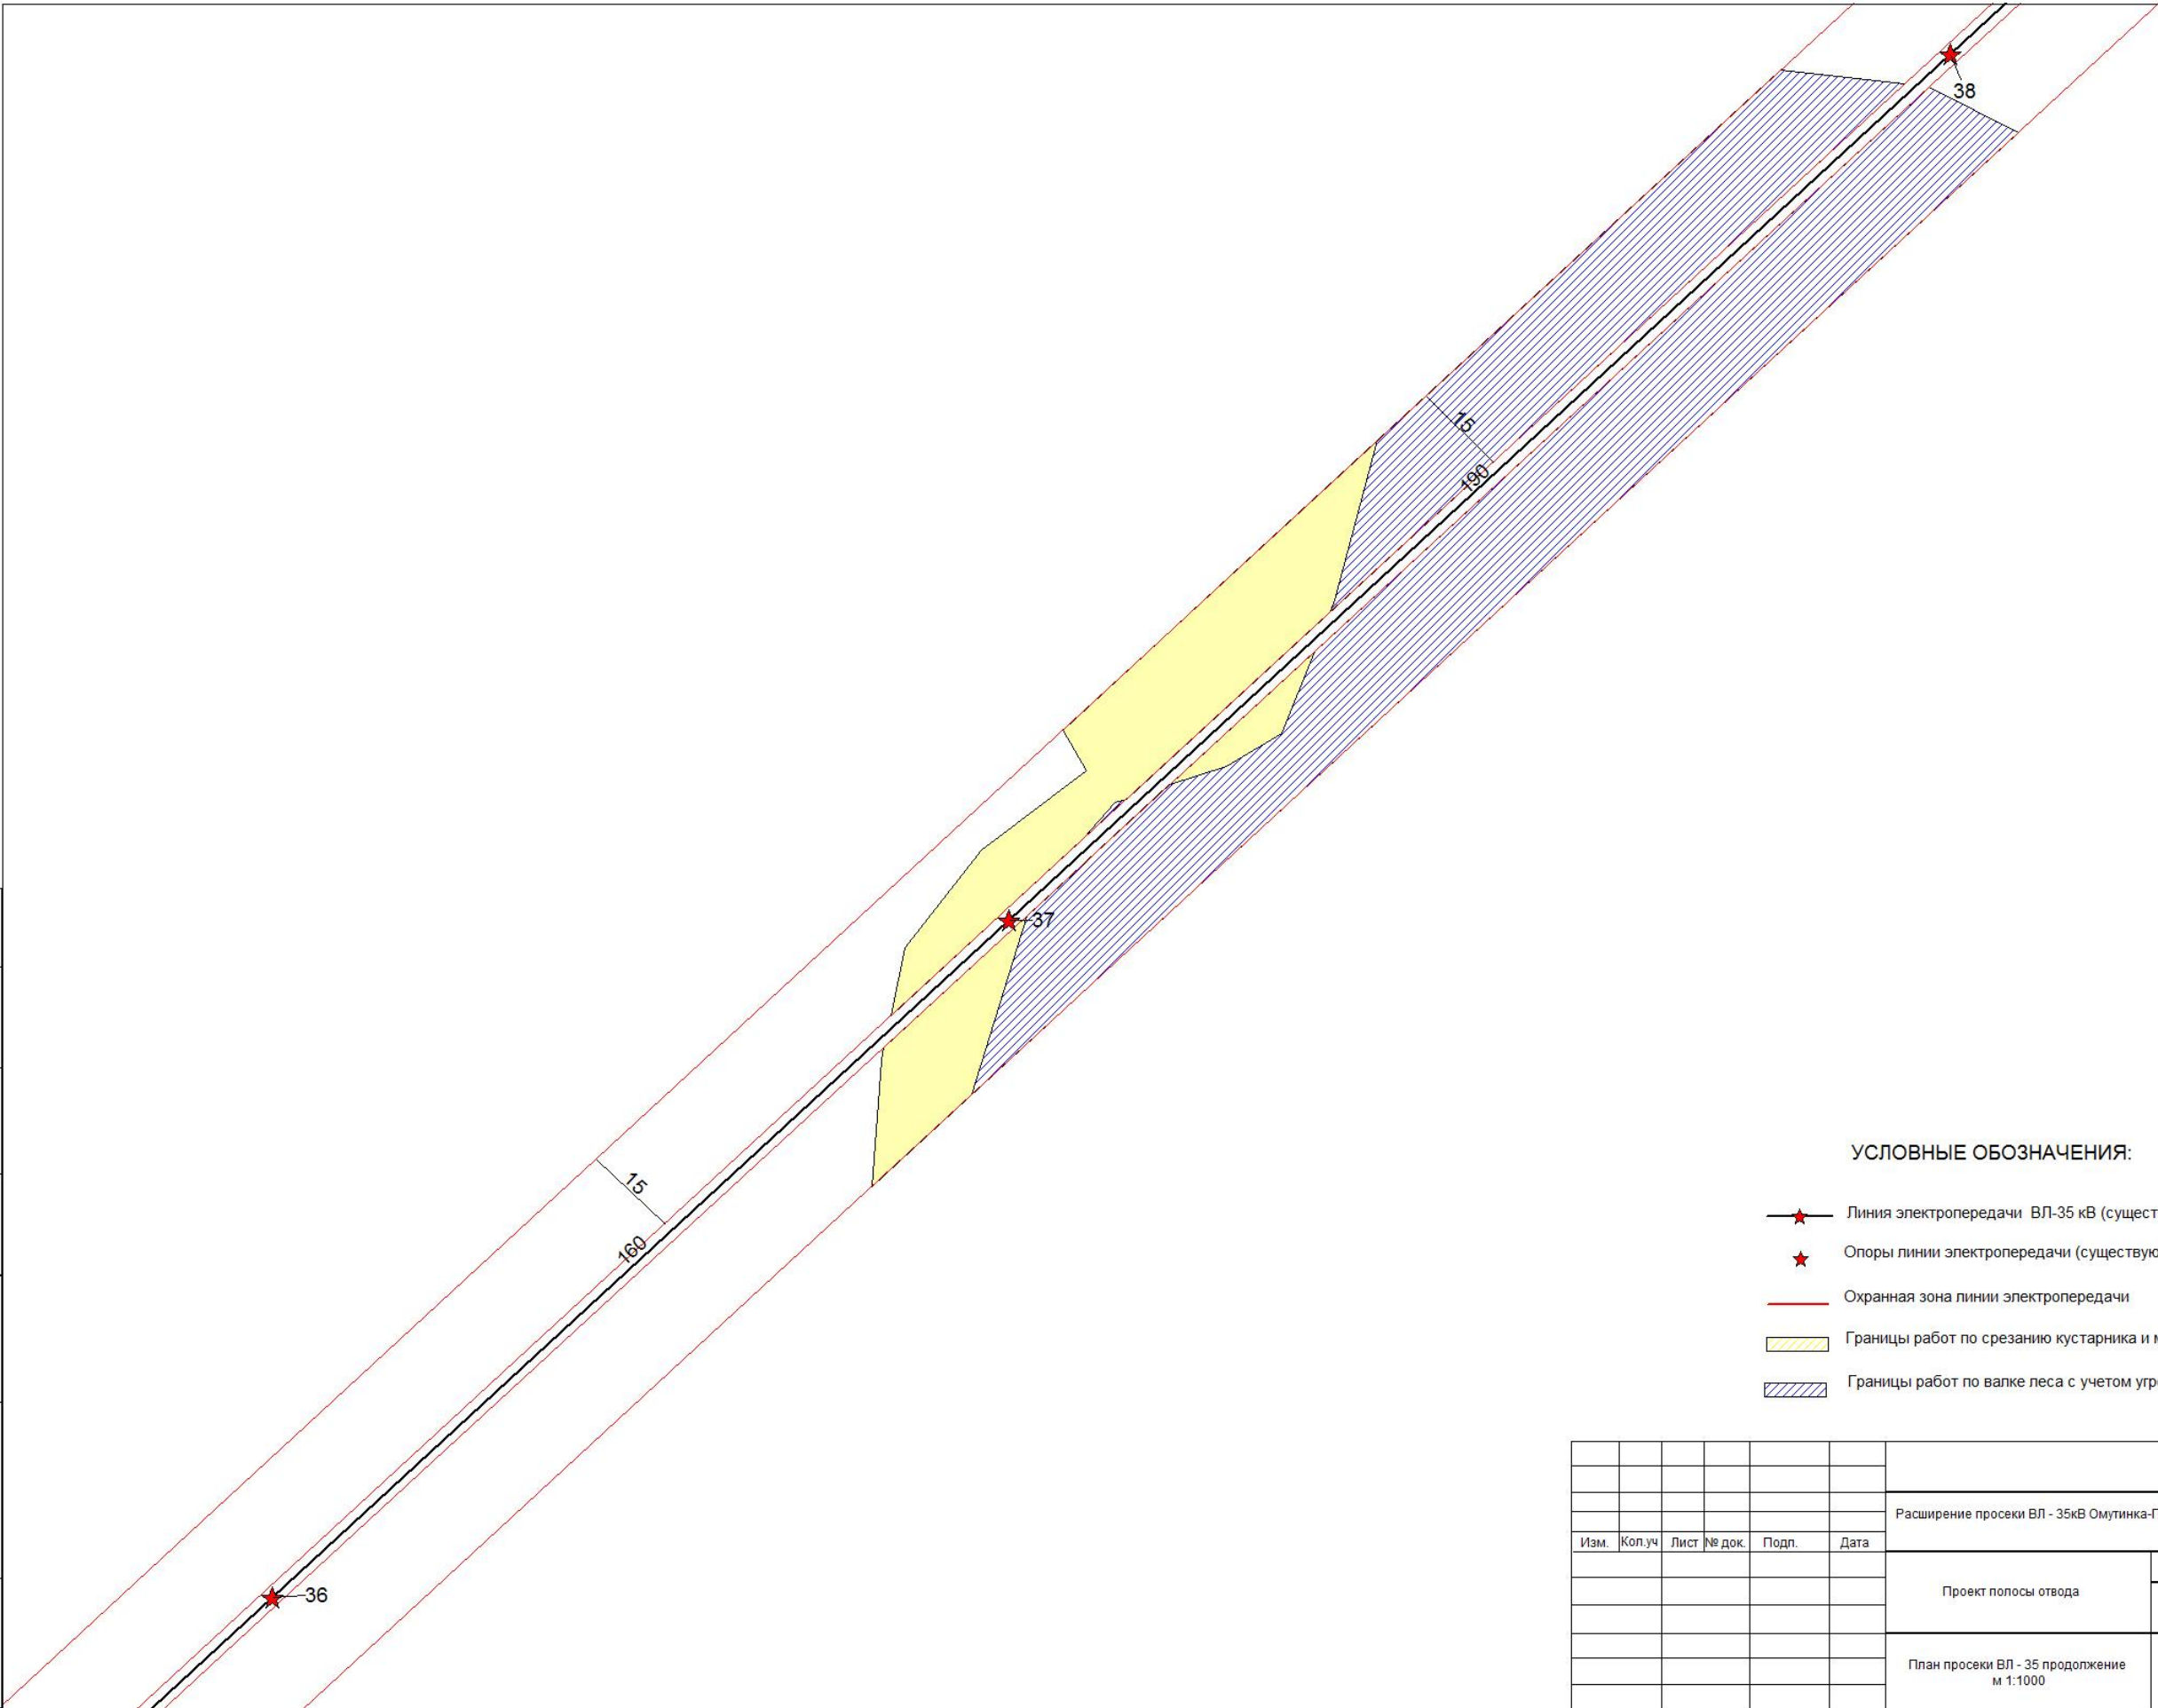 38
15
190
37
15
160
36
УСЛОВНЫЕ ОБОЗНАЧЕНИЯ:
Линия электропередачи ВЛ-35 кВ (сущест
Опоры линии электропередачи (существую
Охранная зона линии электропередачи
Границы работ по срезанию кустарника и м
Границы работ по валке леса с учетом угр
Расширение просеки ВЛ - 35кВ Омутинка-П
Изм. Кол.уч Лист № док. Подп. Дата
Проект полосы отвода
План просеки ВЛ - 35 продолжение
м 1:1000